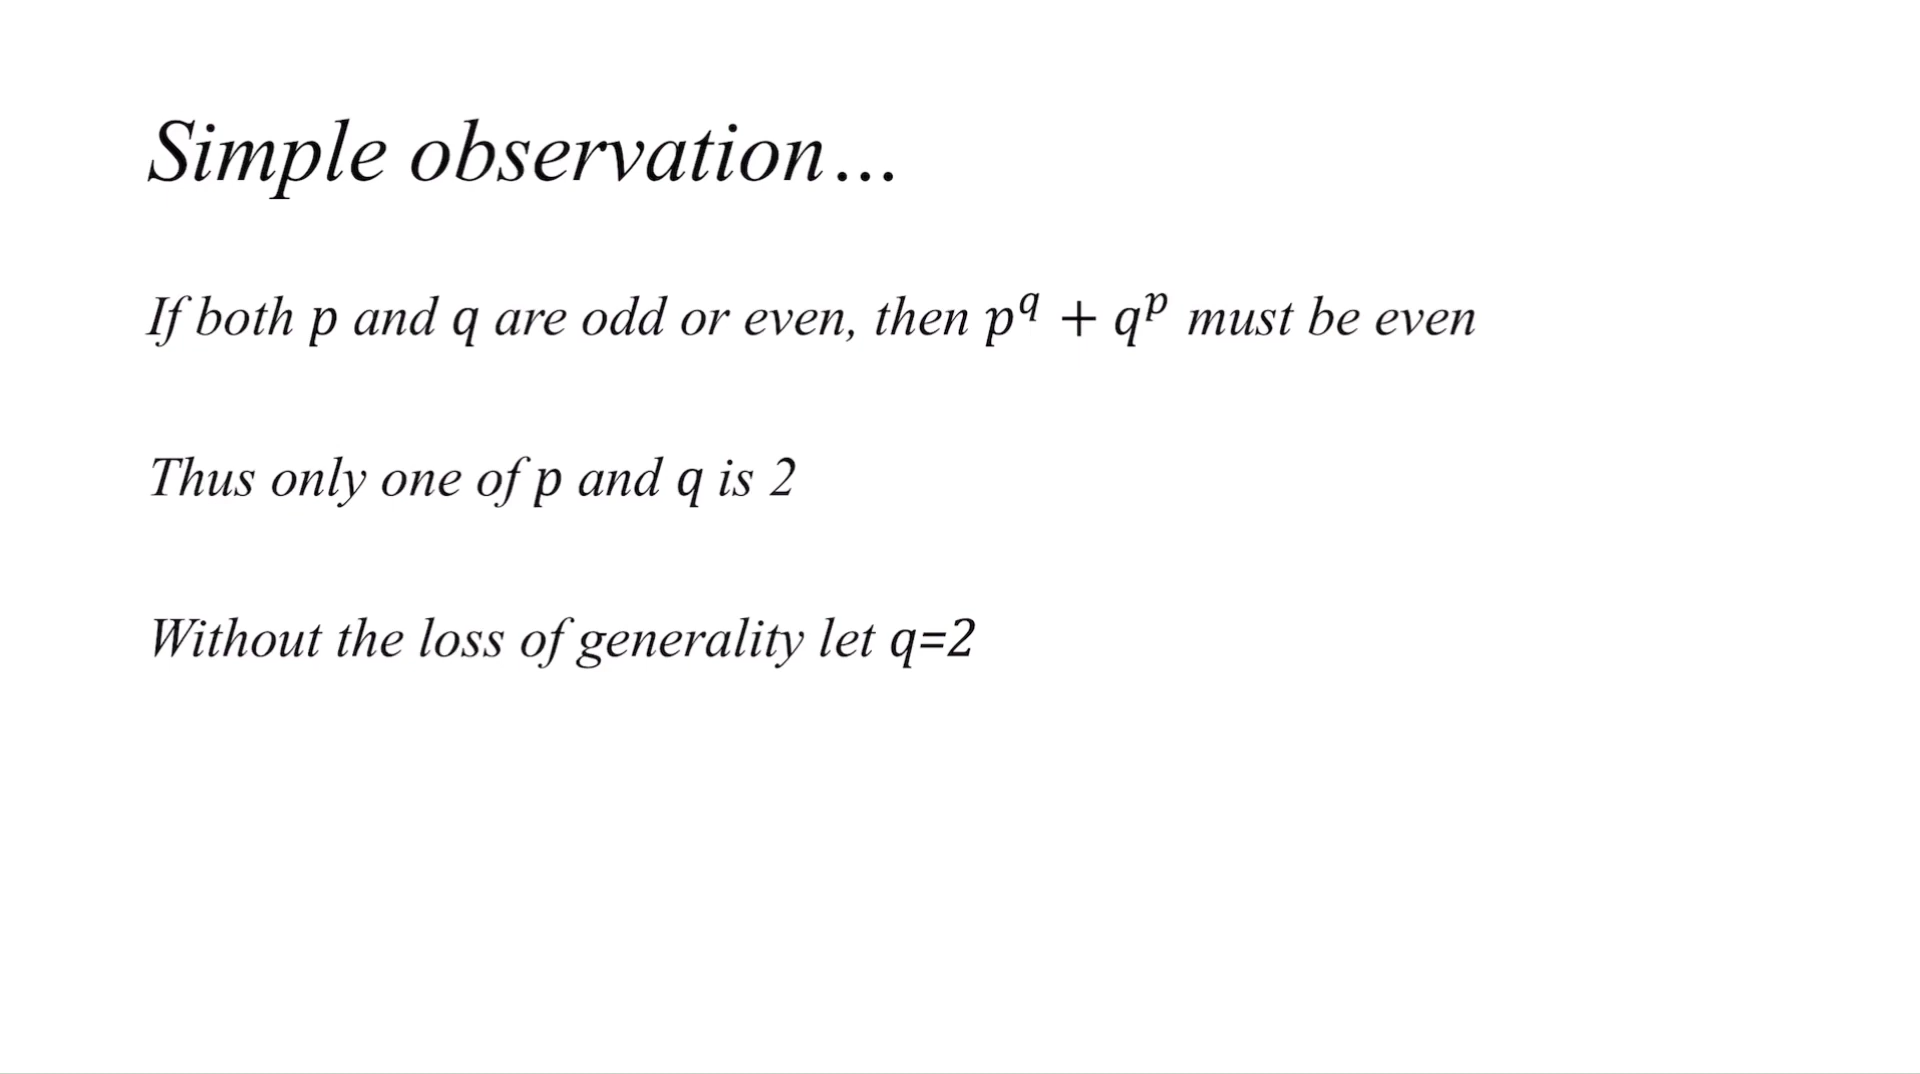 Simple observation…
If both p and q are odd or even, then $p^q + q^p$ must be even
Thus only one of p and q is 2
Without the loss of generality let q=2